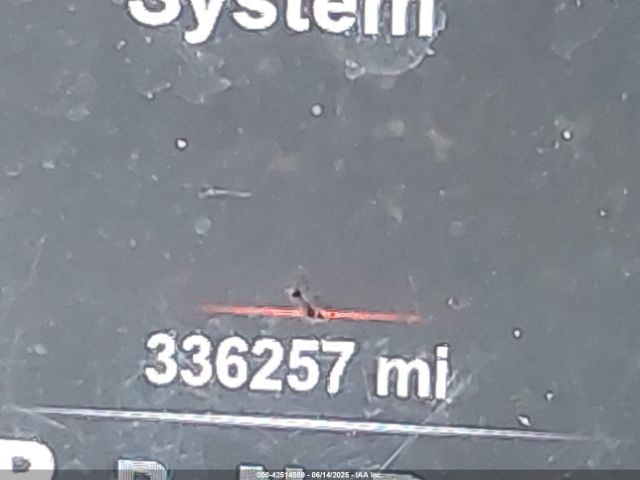 System
336257 mi
P R N D
000-42514509 - 06/14/2025 - IAA Inc.